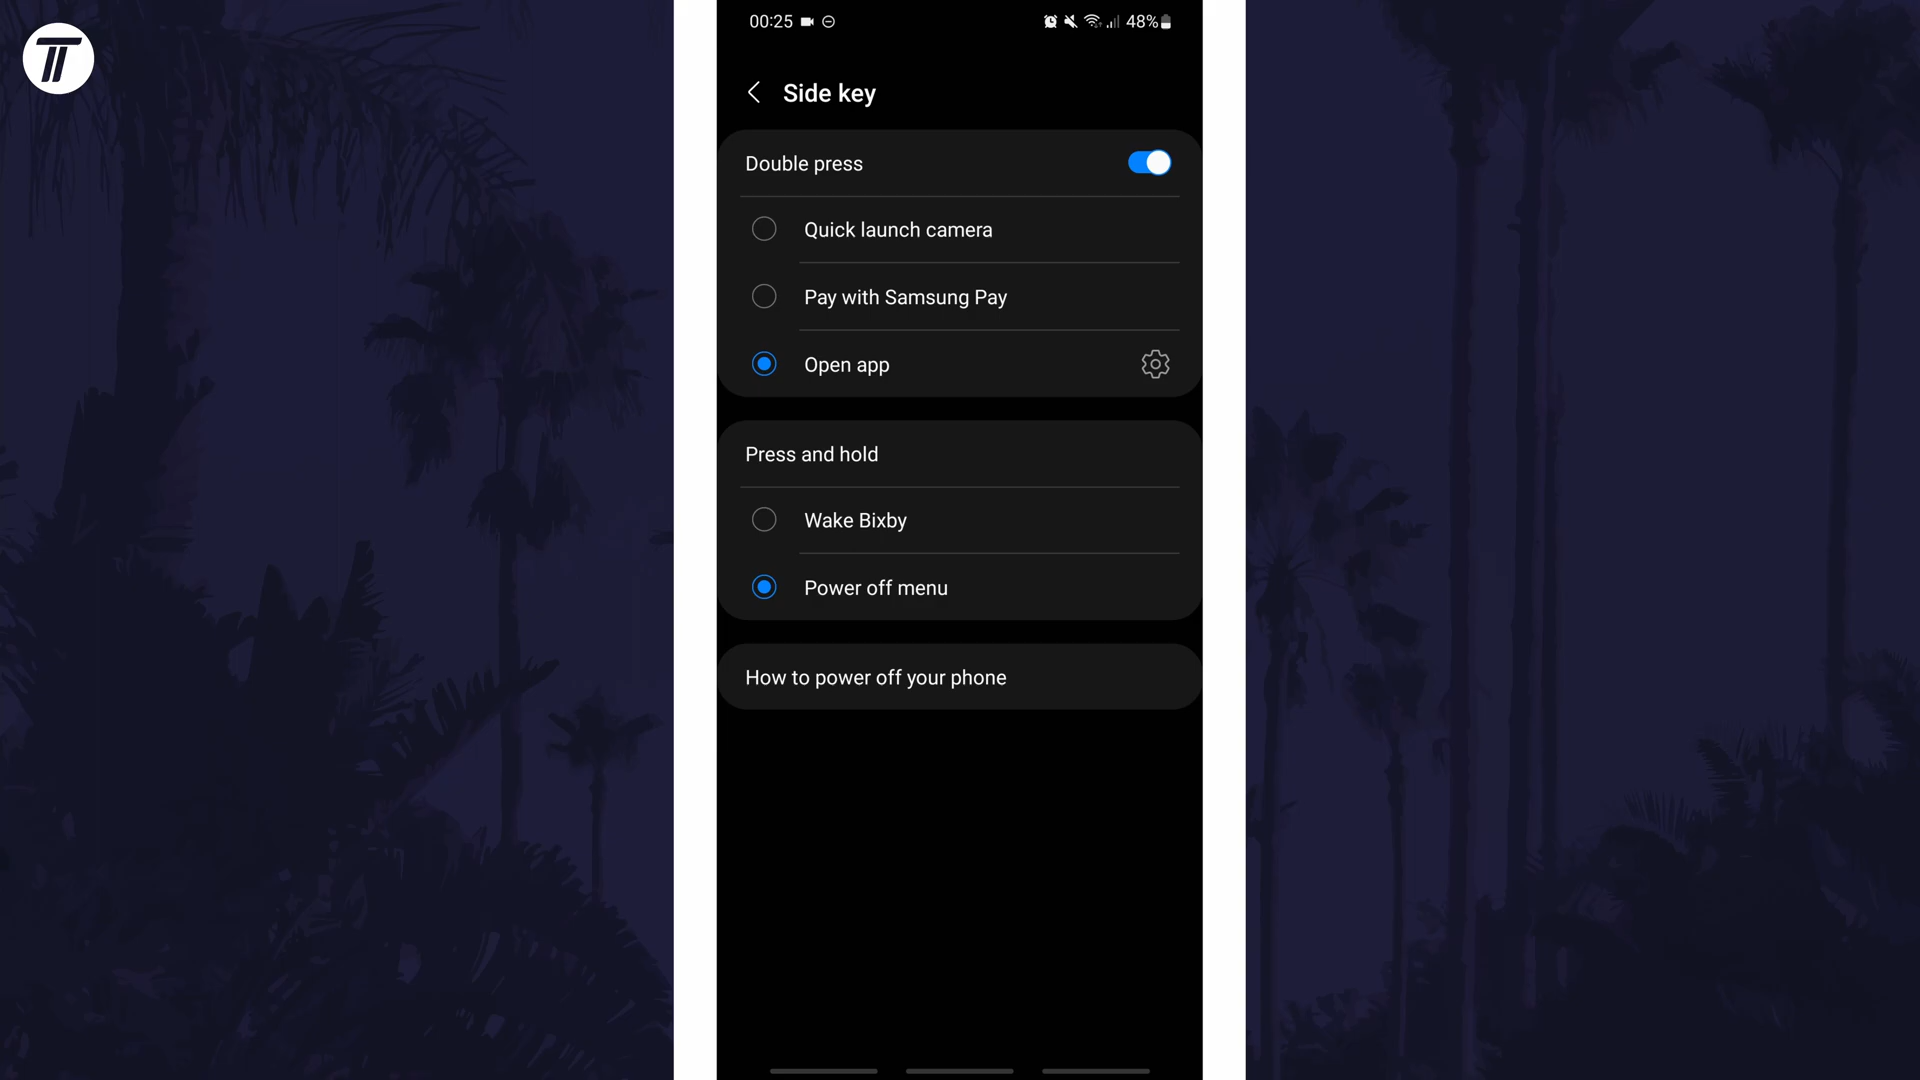 00:25 48%
Side key
Double press
Quick launch camera
Pay with Samsung Pay
Open app
Press and hold
Wake Bixby
Power off menu
How to power off your phone